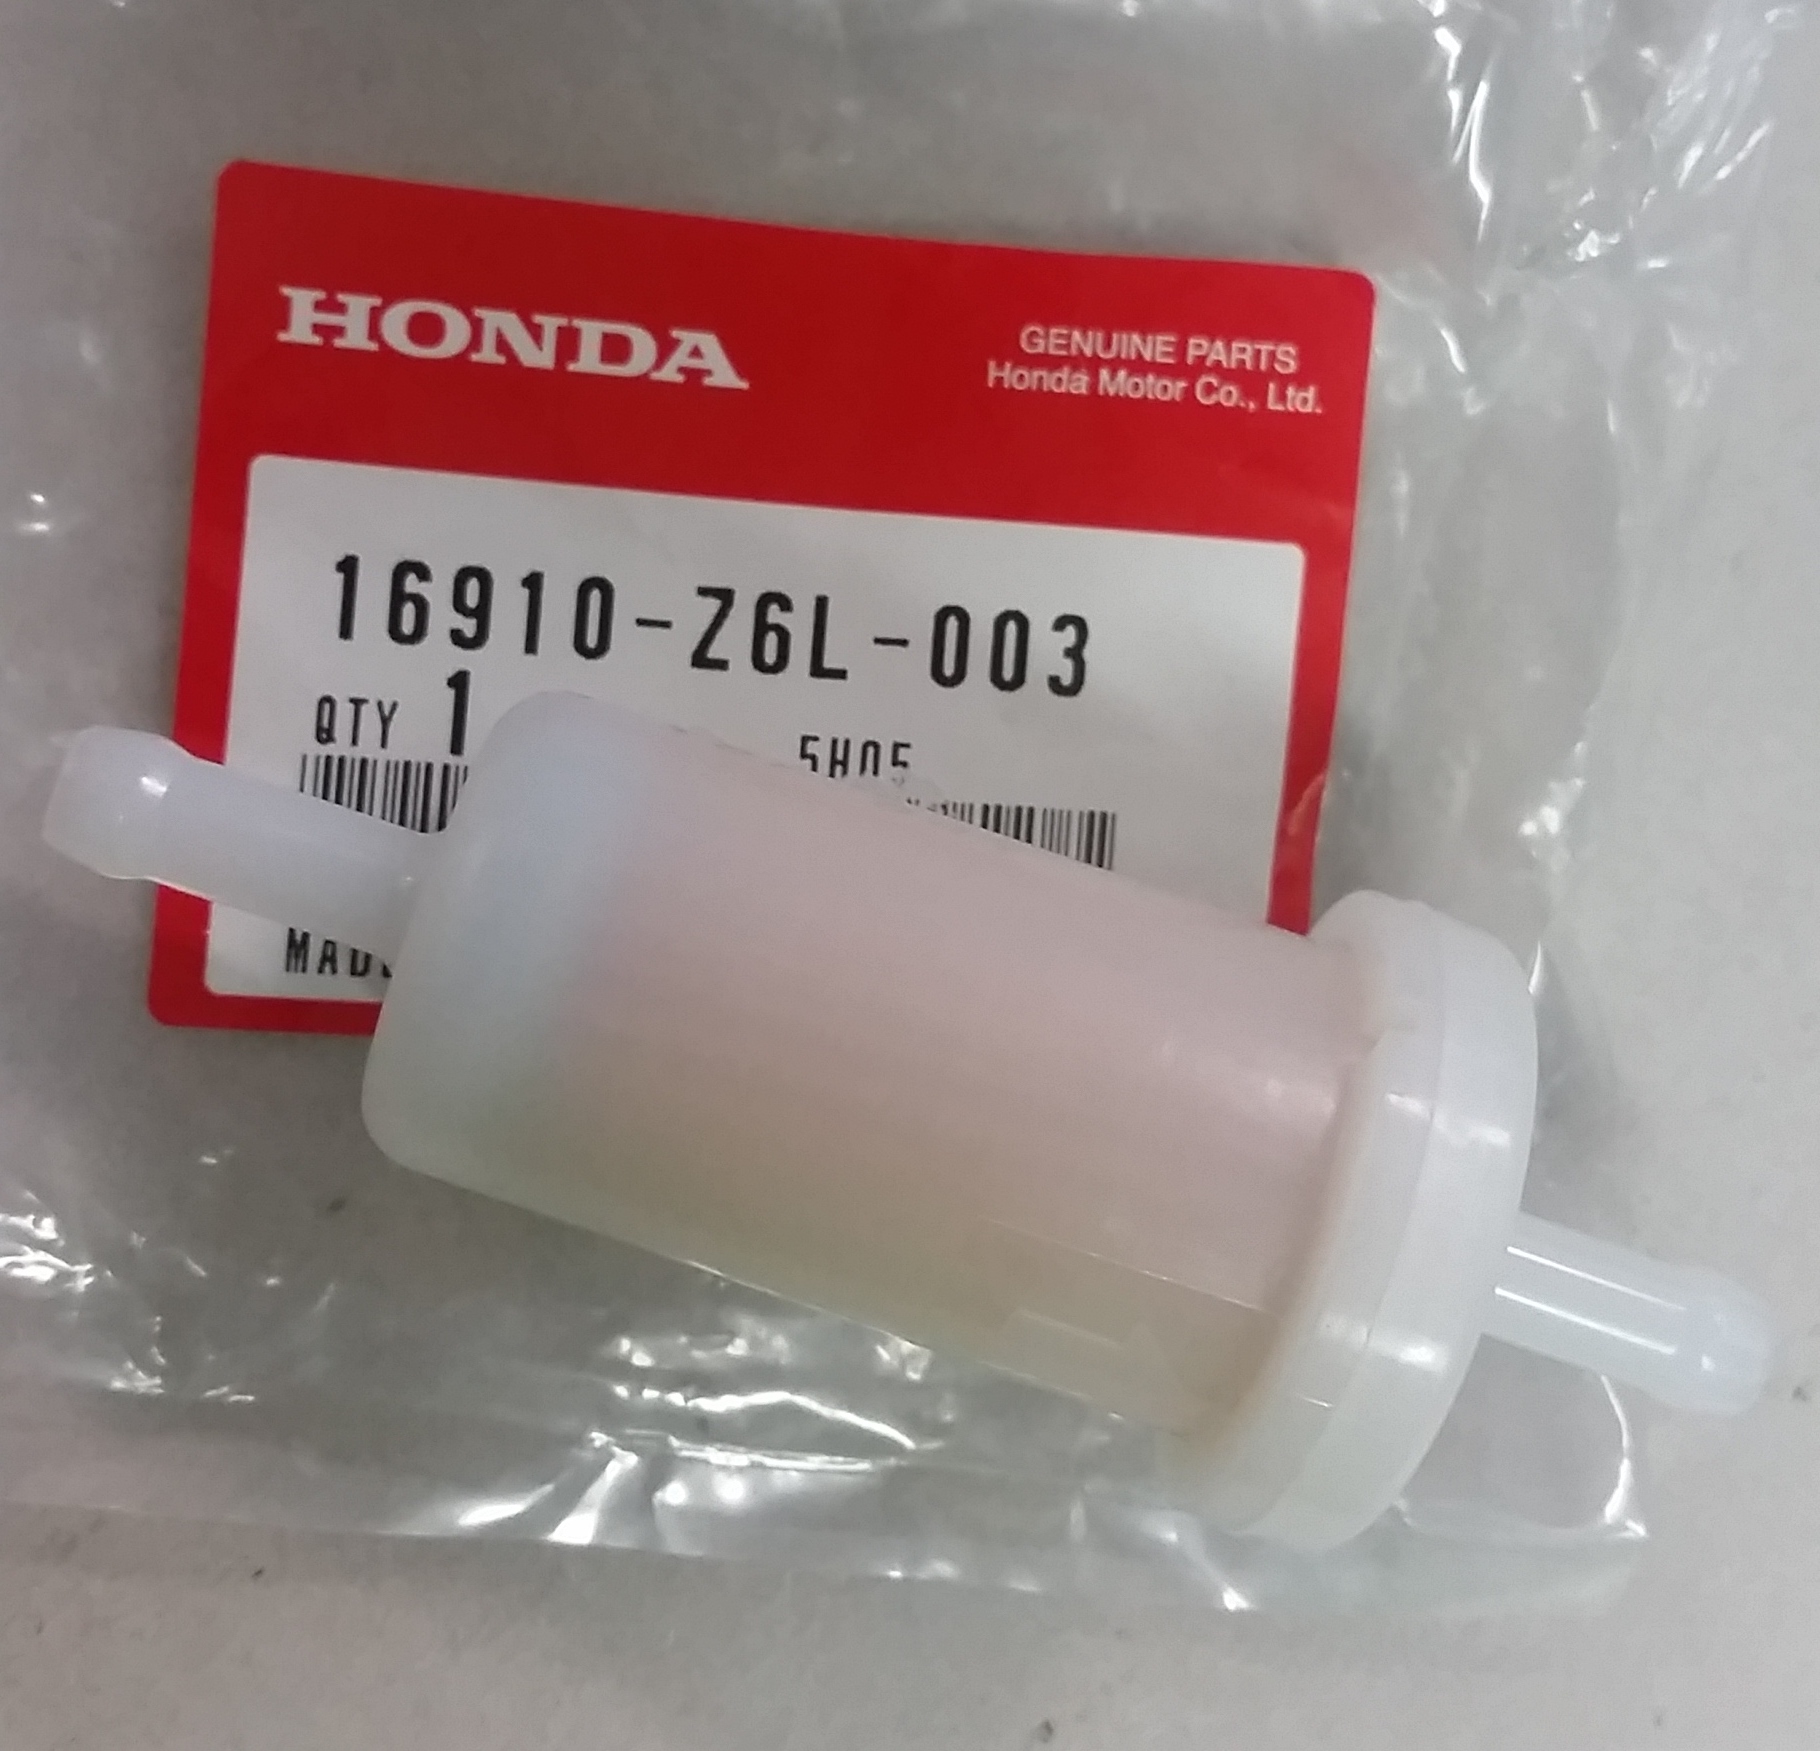 HONDA
GENUINE PARTS
Honda Motor Co., Ltd.
16910-Z6L-003
QTY 1
5H05